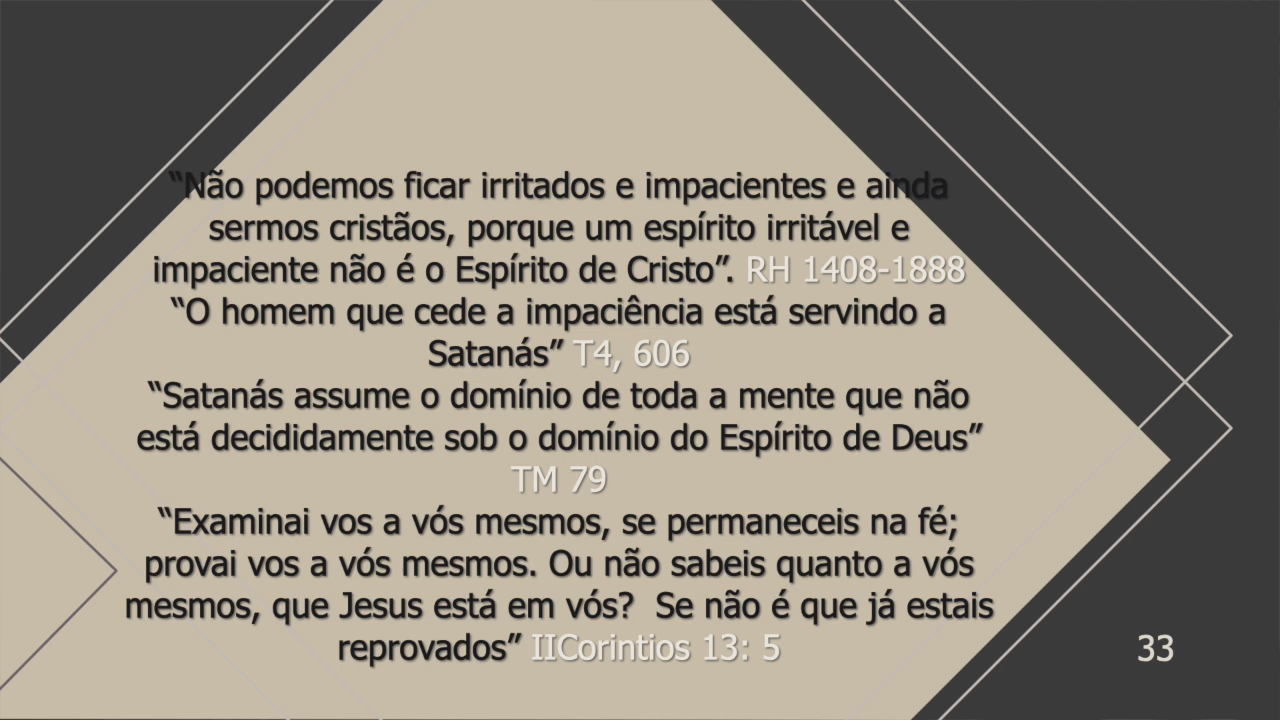 “Não podemos ficar irritados e impacientes e ainda
sermos cristãos, porque um espírito irritável e
impaciente não é o Espírito de Cristo”. RH 1408-1888
“O homem que cede a impaciência está servindo a
Satanás” T4, 606
“Satanás assume o domínio de toda a mente que não
está decididamente sob o domínio do Espírito de Deus”
TM 79
“Examinai vos a vós mesmos, se permaneceis na fé;
provai vos a vós mesmos. Ou não sabeis quanto a vós
mesmos, que Jesus está em vós?  Se não é que já estais
reprovados” IICorintios 13: 5
33